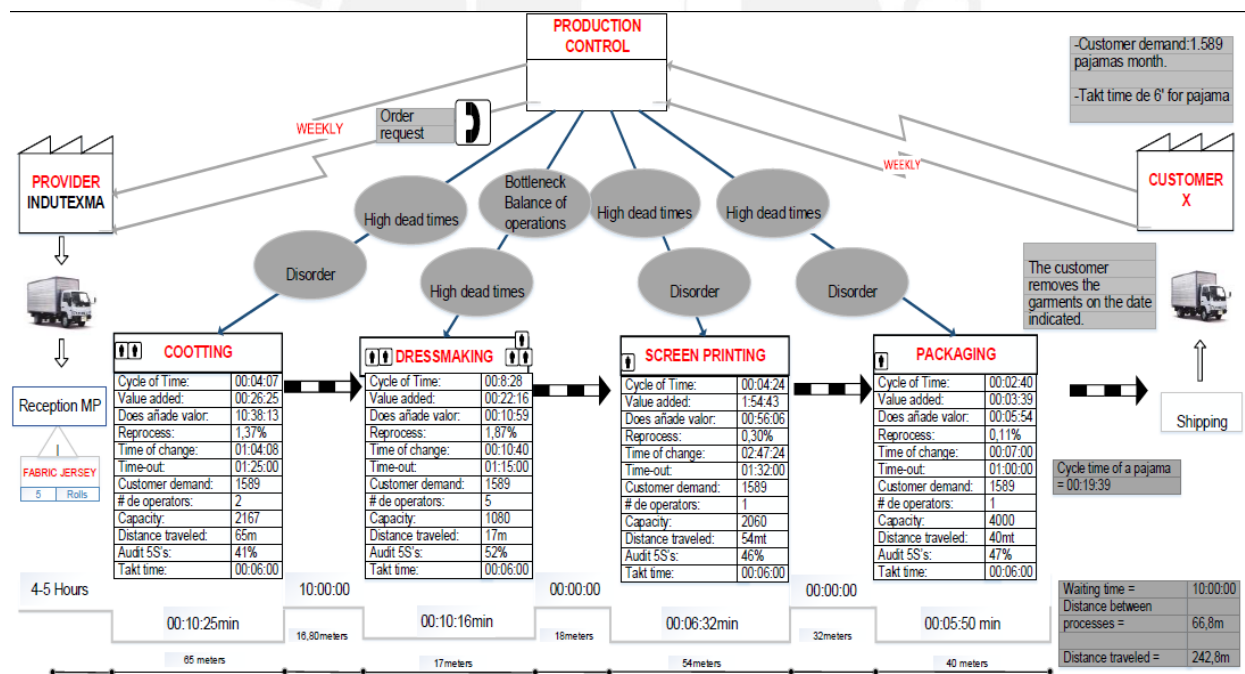 PRODUCTION
CONTROL
-Customer demand:1.589
pajamas month.
-Takt time de 6' for pajama
Order
request
WEEKLY
WEEKLY
PROVIDER
INDUTEXMA
CUSTOMER
X
High dead times
Bottleneck
Balance of
operations
High dead times
High dead times
Disorder
High dead times
Disorder
Disorder
The customer
removes the
garments on the date
indicated.
Reception MP
I
FABRIC JERSEY
5 Rolls
COOTTING
Cycle of Time: 00:04:07
Value added: 00:26:25
Does añade valor: 10:38:13
Reprocess: 1,37%
Time of change: 01:04:08
Time-out: 01:25:00
Customer demand: 1589
# de operators: 2
Capacity: 2167
Distance traveled: 65m
Audit 5S's: 41%
Takt time: 00:06:00
DRESSMAKING
Cycle of Time: 00:8:28
Value added: 00:22:16
Does añade valor: 00:10:59
Reprocess: 1,87%
Time of change: 00:10:40
Time-out: 01:15:00
Customer demand: 1589
# de operators: 5
Capacity: 1080
Distance traveled: 17m
Audit 5S's: 52%
Takt time: 00:06:00
SCREEN PRINTING
Cycle of Time: 00:04:24
Value added: 1:54:43
Does añade valor: 00:56:06
Reprocess: 0,30%
Time of change: 02:47:24
Time-out: 01:32:00
Customer demand: 1589
# de operators: 1
Capacity: 2060
Distance traveled: 54mt
Audit 5S's: 46%
Takt time: 00:06:00
PACKAGING
Cycle of Time: 00:02:40
Value added: 00:03:39
Does añade valor: 00:05:54
Reprocess: 0,11%
Time of change: 00:07:00
Time-out: 01:00:00
Customer demand: 1589
# de operators: 1
Capacity: 4000
Distance traveled: 40mt
Audit 5S's: 47%
Takt time: 00:06:00
Shipping
Cycle time of a pajama
= 00:19:39
4-5 Hours
10:00:00
00:00:00
00:00:00
00:10:25min
00:10:16min
00:06:32min
00:05:50 min
16,80meters
18meters
32meters
65 meters
17meters
54meters
40 meters
Waiting time = 10:00:00
Distance between
processes = 66,8m
Distance traveled = 242,8m